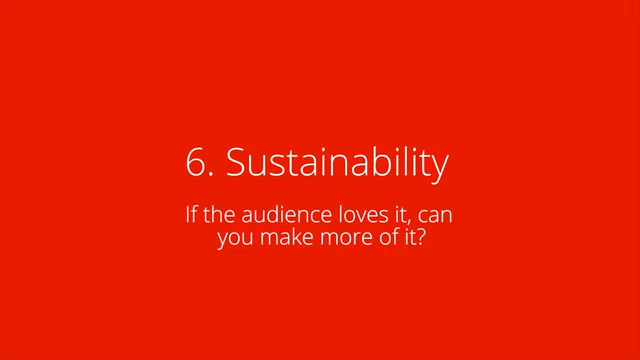 6. Sustainability
If the audience loves it, can
you make more of it?